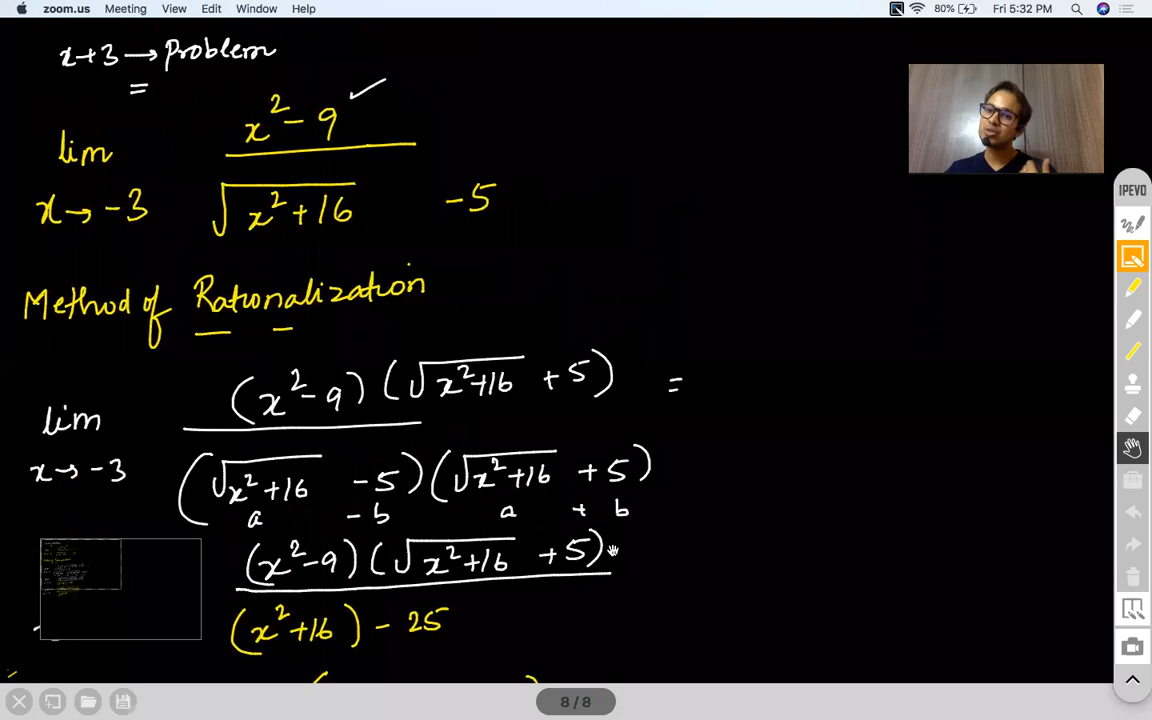 zoom.us Meeting View Edit Window Help 80% Fri 5:32 PM
x+3 → Problem
=
lim x→-3 x²-9 / √(x²+16) -5
Method of Rationalization
lim x→-3 (x²-9)(√(x²+16) +5) / (√(x²+16) -5)(√(x²+16) +5) =
a - b a + b
(x²-9)(√(x²+16) +5) / (x²+16) - 25
IPEVO
8/8